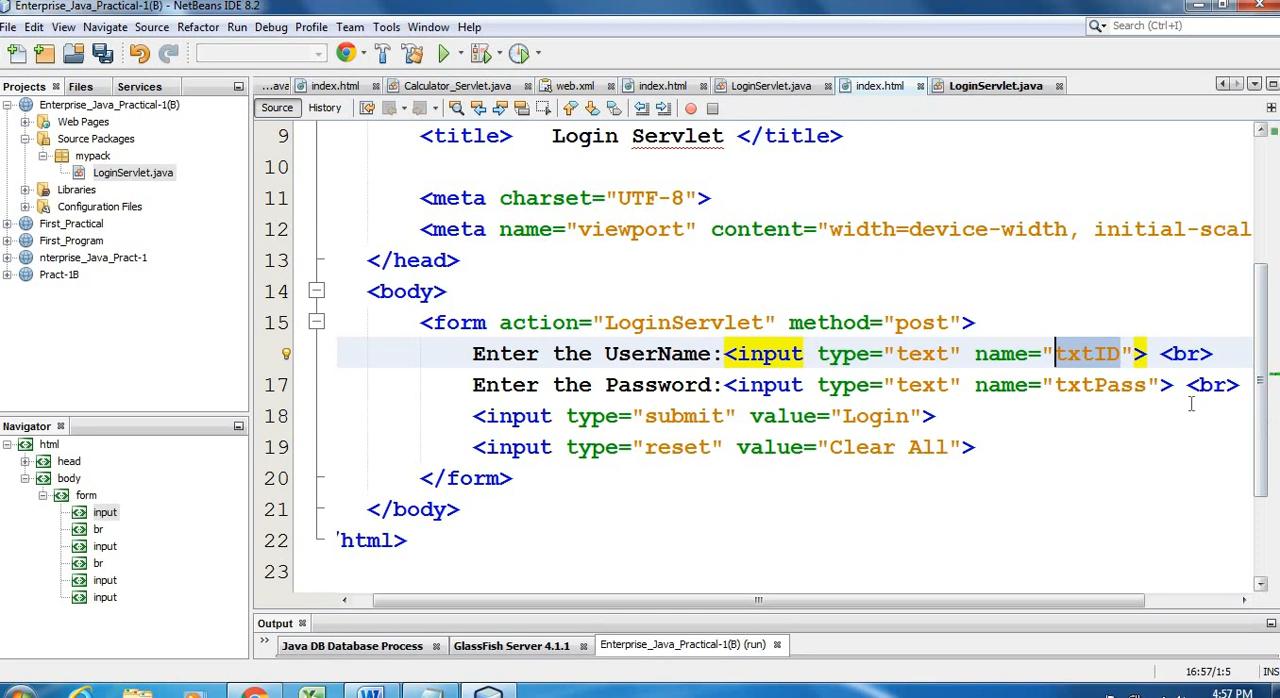 Enterprise_Java_Practical-1(B) - NetBeans IDE 8.2
File Edit View Navigate Source Refactor Run Debug Profile Team Tools Window Help
Search (Ctrl+I)
Projects Files Services
...ava index.html Calculator_Servlet.java web.xml index.html LoginServlet.java index.html LoginServlet.java
Source History
Enterprise_Java_Practical-1(B)
Web Pages
Source Packages
mypack
LoginServlet.java
Libraries
Configuration Files
First_Practical
First_Program
nterprise_Java_Pract-1
Pract-1B
Navigator
html
head
body
form
input
br
input
br
input
input
9 <title> Login Servlet </title>
10
11 <meta charset="UTF-8">
12 <meta name="viewport" content="width=device-width, initial-scal
13 </head>
14 <body>
15 <form action="LoginServlet" method="post">
Enter the UserName:<input type="text" name="txtID"> <br>
17 Enter the Password:<input type="text" name="txtPass"> <br>
18 <input type="submit" value="Login">
19 <input type="reset" value="Clear All">
20 </form>
21 </body>
22 html>
23
Output
Java DB Database Process GlassFish Server 4.1.1 Enterprise_Java_Practical-1(B) (run)
16:57/1:5 INS
4:57 PM